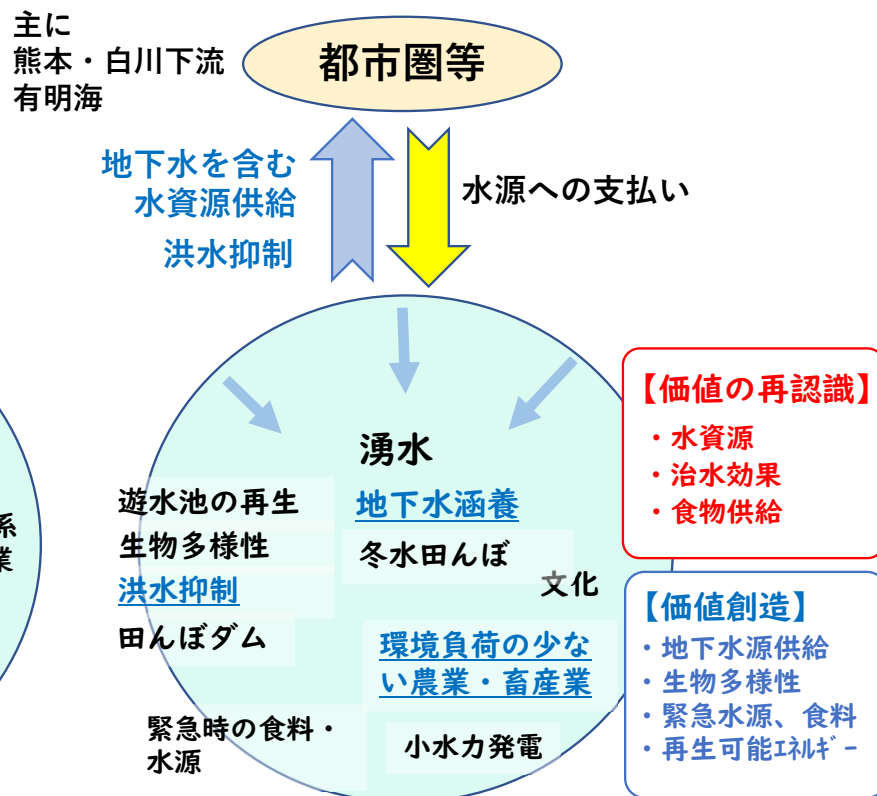 主に
熊本・白川下流
有明海
都市圏等
地下水を含む
水資源供給
洪水抑制
水源への支払い
系
業
湧水
遊水池の再生
生物多様性
洪水抑制
田んぼダム
地下水涵養
冬水田んぼ
文化
環境負荷の少な
い農業・畜産業
緊急時の食料・
水源
小水力発電
【価値の再認識】
・水資源
・治水効果
・食物供給
【価値創造】
・地下水源供給
・生物多様性
・緊急水源、食料
・再生可能ｴﾈﾙｷﾞｰ